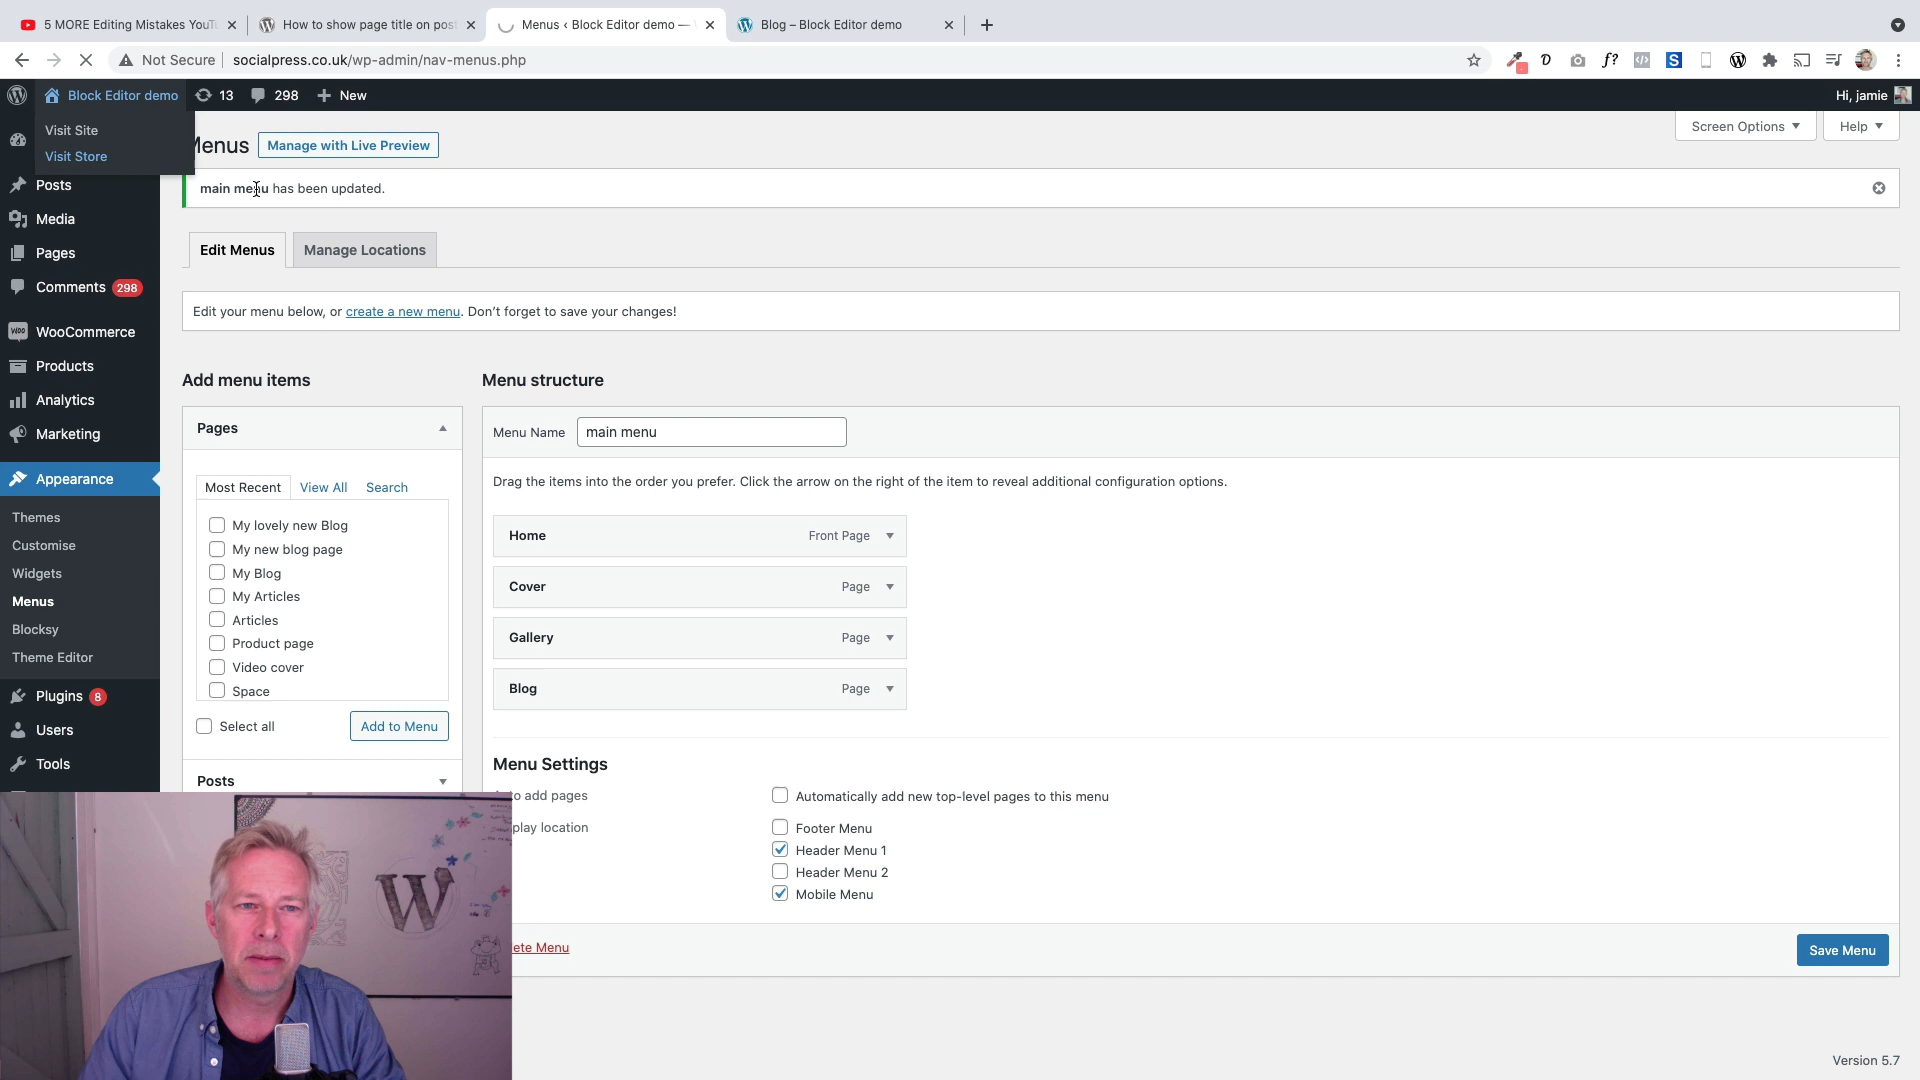 5 MORE Editing Mistakes YouTu
How to show page title on post
Menus ‹ Block Editor demo —
Blog – Block Editor demo
Not Secure
socialpress.co.uk/wp-admin/nav-menus.php
Block Editor demo
13
298
New
Hi, jamie
Visit Site
Visit Store
Menus
Manage with Live Preview
Screen Options
Help
main menu has been updated.
Posts
Media
Pages
Comments 298
WooCommerce
Products
Analytics
Marketing
Appearance
Themes
Customise
Widgets
Menus
Blocksy
Theme Editor
Plugins 8
Users
Tools
Edit Menus
Manage Locations
Edit your menu below, or create a new menu. Don’t forget to save your changes!
Add menu items
Pages
Most Recent
View All
Search
My lovely new Blog
My new blog page
My Blog
My Articles
Articles
Product page
Video cover
Space
Select all
Add to Menu
Posts
Menu structure
Menu Name
main menu
Drag the items into the order you prefer. Click the arrow on the right of the item to reveal additional configuration options.
Home
Front Page
Cover
Page
Gallery
Page
Blog
Page
Menu Settings
to add pages
Automatically add new top-level pages to this menu
play location
Footer Menu
Header Menu 1
Header Menu 2
Mobile Menu
ete Menu
Save Menu
Version 5.7